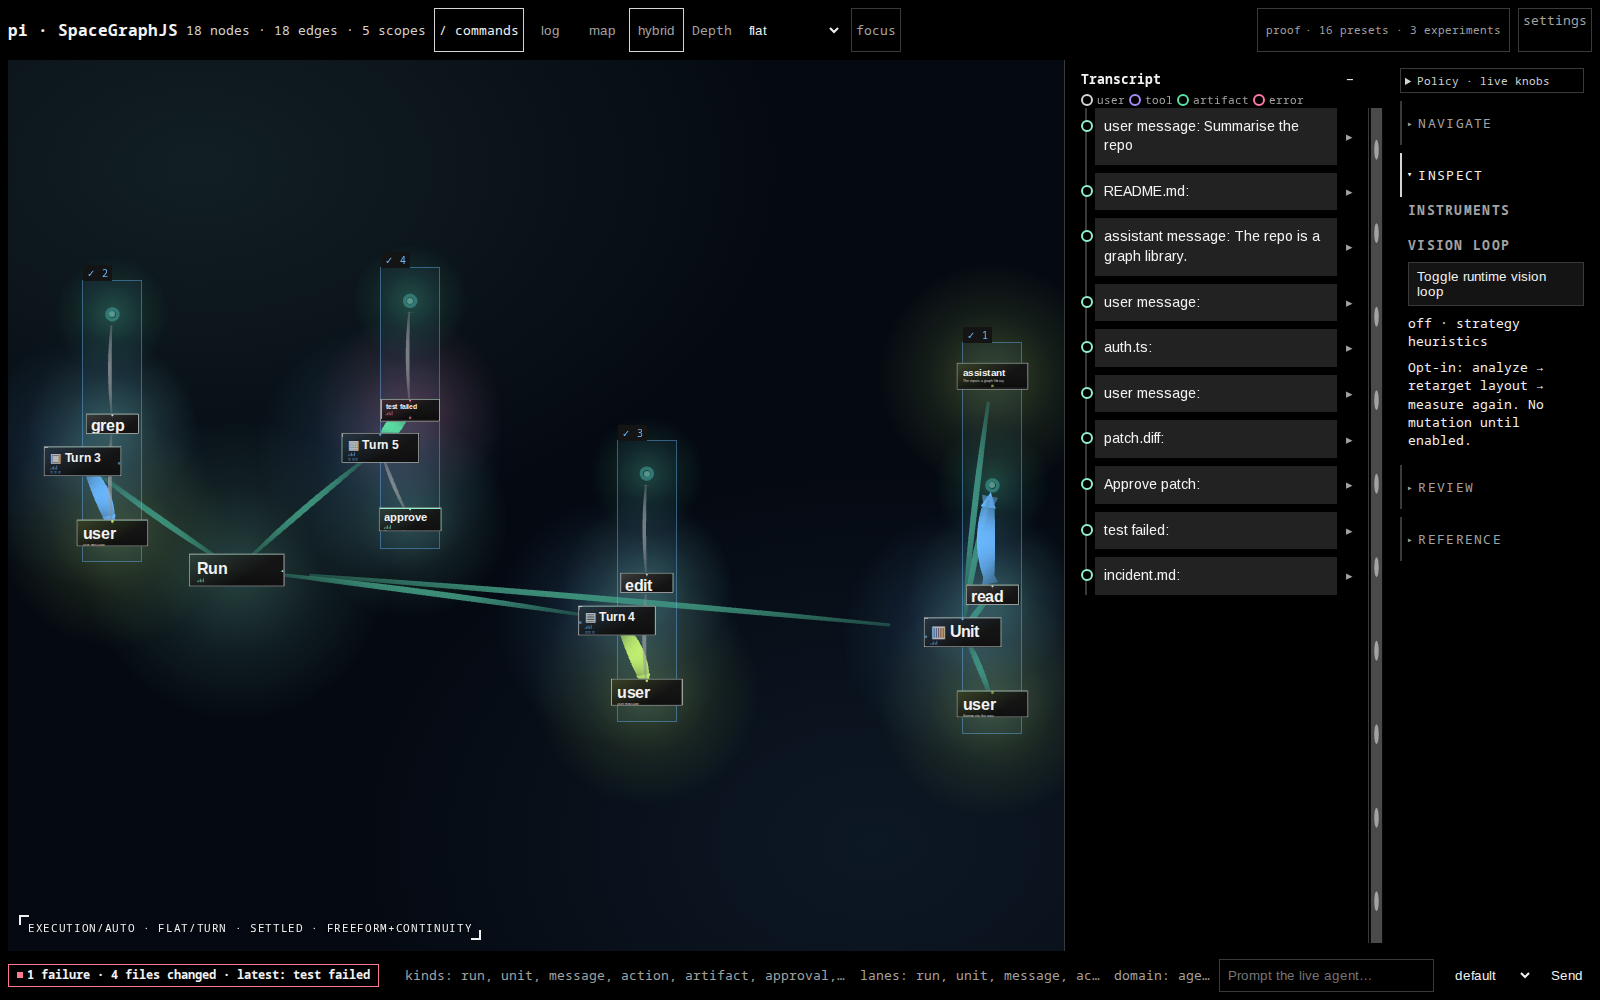 pi · SpaceGraphJS 18 nodes · 18 edges · 5 scopes / commands log map hybrid Depth flat focus proof · 16 presets · 3 experiments settings
✓ 2
grep
Turn 3
user
Run
✓ 4
test failed
Turn 5
approve
✓ 3
edit
Turn 4
user
✓ 1
assistant
The repo is a graph library.
read
Unit
user
EXECUTION/AUTO · FLAT/TURN · SETTLED · FREEFORM+CONTINUITY
Transcript –
user tool artifact error
user message: Summarise the
repo
README.md:
assistant message: The repo is a
graph library.
user message:
auth.ts:
user message:
patch.diff:
Approve patch:
test failed:
incident.md:
Policy · live knobs
NAVIGATE
INSPECT
INSTRUMENTS
VISION LOOP
Toggle runtime vision
loop
off · strategy
heuristics
Opt-in: analyze →
retarget layout →
measure again. No
mutation until
enabled.
REVIEW
REFERENCE
1 failure · 4 files changed · latest: test failed kinds: run, unit, message, action, artifact, approval,… lanes: run, unit, message, ac… domain: age… Prompt the live agent… default Send